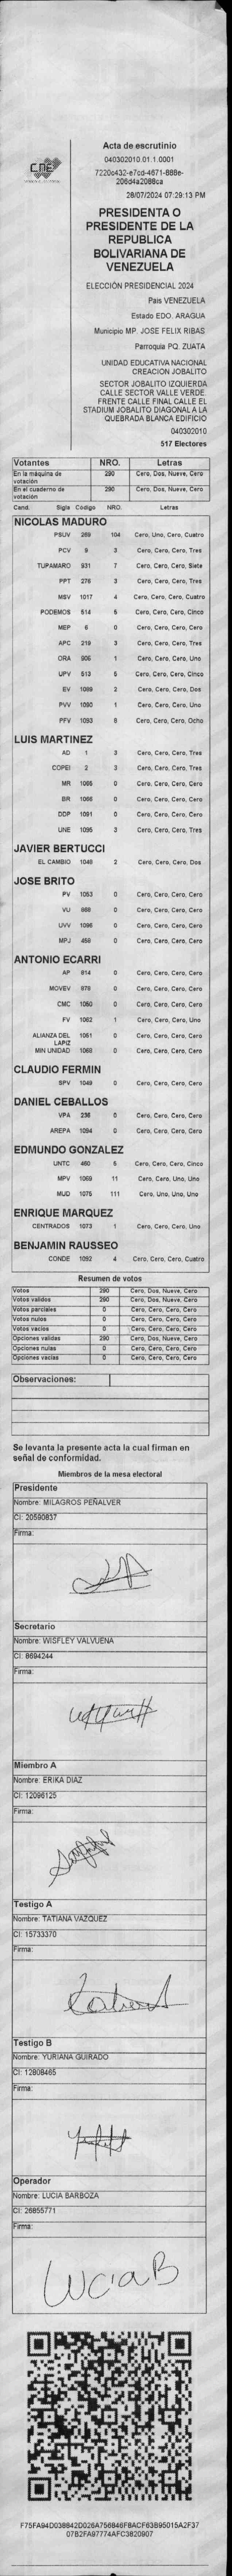 CNE
Acta de escrutinio
040302010.01.1.0001
7220c432-e7cd-4671-888e-
206d4a2088ca
28/07/2024 07:29:13 PM
PRESIDENTA O
PRESIDENTE DE LA
REPUBLICA
BOLIVARIANA DE
VENEZUELA
ELECCIÓN PRESIDENCIAL 2024
Pais VENEZUELA
Estado EDO. ARAGUA
Municipio MP. JOSE FELIX RIBAS
Parroquia PQ. ZUATA
UNIDAD EDUCATIVA NACIONAL
CREACION JOBALITO
SECTOR JOBALITO IZQUIERDA
CALLE SECTOR VALLE VERDE.
FRENTE CALLE FINAL CALLE EL
STADIUM JOBALITO DIAGONAL A LA
QUEBRADA BLANCA EDIFICIO
040302010
517 Electores
Votantes NRO. Letras
En la máquina de votación 290 Cero, Dos, Nueve, Cero
En el cuaderno de votación 290 Cero, Dos, Nueve, Cero
Cand. Sigla Codigo NRO. Letras
NICOLAS MADURO
PSUV 269 104 Cero, Uno, Cero, Cuatro
PCV 9 3 Cero, Cero, Cero, Tres
TUPAMARO 931 7 Cero, Cero, Cero, Siete
PPT 276 3 Cero, Cero, Cero, Tres
MSV 1017 4 Cero, Cero, Cero, Cuatro
PODEMOS 514 5 Cero, Cero, Cero, Cinco
MEP 6 0 Cero, Cero, Cero, Cero
APC 219 3 Cero, Cero, Cero, Tres
ORA 906 1 Cero, Cero, Cero, Uno
UPV 513 5 Cero, Cero, Cero, Cinco
EV 1089 2 Cero, Cero, Cero, Dos
PVV 1090 1 Cero, Cero, Cero, Uno
PFV 1093 8 Cero, Cero, Cero, Ocho
LUIS MARTINEZ
AD 1 3 Cero, Cero, Cero, Tres
COPEI 2 3 Cero, Cero, Cero, Tres
MR 1065 0 Cero, Cero, Cero, Cero
BR 1066 0 Cero, Cero, Cero, Cero
DDP 1091 0 Cero, Cero, Cero, Cero
UNE 1095 3 Cero, Cero, Cero, Tres
JAVIER BERTUCCI
EL CAMBIO 1048 2 Cero, Cero, Cero, Dos
JOSE BRITO
PV 1053 0 Cero, Cero, Cero, Cero
VU 989 0 Cero, Cero, Cero, Cero
UVV 1096 0 Cero, Cero, Cero, Cero
MPJ 458 0 Cero, Cero, Cero, Cero
ANTONIO ECARRI
AP 914 0 Cero, Cero, Cero, Cero
MOVEV 978 0 Cero, Cero, Cero, Cero
CMC 1050 0 Cero, Cero, Cero, Cero
FV 1062 1 Cero, Cero, Cero, Uno
ALIANZA DEL LAPIZ 1051 0 Cero, Cero, Cero, Cero
MIN UNIDAD 1068 0 Cero, Cero, Cero, Cero
CLAUDIO FERMIN
SPV 1049 0 Cero, Cero, Cero, Cero
DANIEL CEBALLOS
VPA 236 0 Cero, Cero, Cero, Cero
AREPA 1094 0 Cero, Cero, Cero, Cero
EDMUNDO GONZALEZ
UNTC 460 5 Cero, Cero, Cero, Cinco
MPV 1069 11 Cero, Cero, Uno, Uno
MUD 1075 111 Cero, Uno, Uno, Uno
ENRIQUE MARQUEZ
CENTRADOS 1073 1 Cero, Cero, Cero, Uno
BENJAMIN RAUSSEO
CONDE 1092 4 Cero, Cero, Cero, Cuatro
Resumen de votos
Votos 290 Cero, Dos, Nueve, Cero
Votos validos 290 Cero, Dos, Nueve, Cero
Votos parciales 0 Cero, Cero, Cero, Cero
Votos nulos 0 Cero, Cero, Cero, Cero
Votos vacios 0 Cero, Cero, Cero, Cero
Opciones validas 290 Cero, Dos, Nueve, Cero
Opciones nulas 0 Cero, Cero, Cero, Cero
Opciones vacias 0 Cero, Cero, Cero, Cero
Observaciones:
Se levanta la presente acta la cual firman en
señal de conformidad.
Miembros de la mesa electoral
Presidente
Nombre: MILAGROS PEÑALVER
CI: 20590837
Firma:
Secretario
Nombre: WISFLEY VALVUENA
CI: 8694244
Firma:
Miembro A
Nombre: ERIKA DIAZ
CI: 12096125
Firma:
Testigo A
Nombre: TATIANA VAZQUEZ
CI: 15733370
Firma:
Testigo B
Nombre: YURIANA GUIRADO
CI: 12808465
Firma:
Operador
Nombre: LUCIA BARBOZA
CI: 26855771
Firma:
Lucia B
F75FA94D038642D026A756846F8ACF63B95015A2F37
07B2FA97774AFC3820907